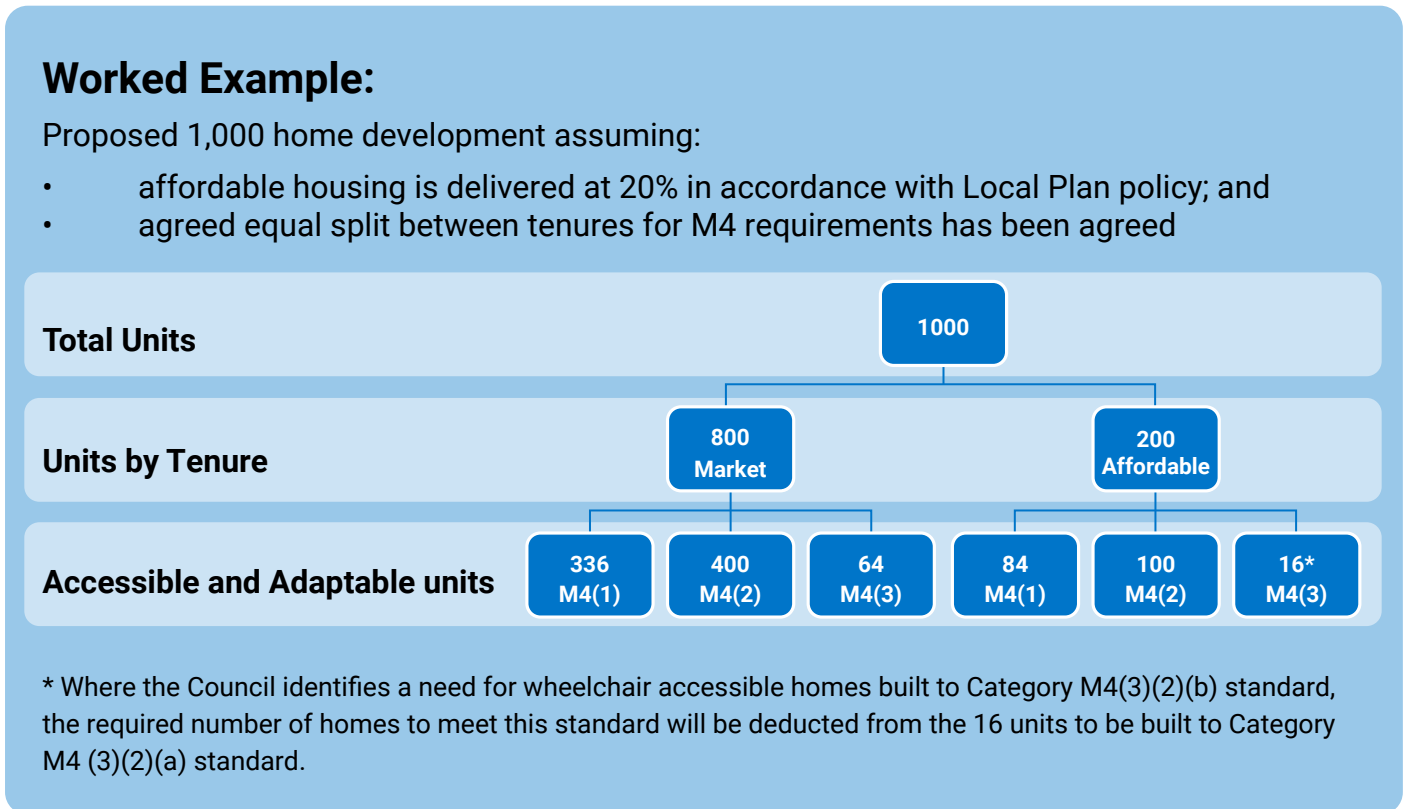 Worked Example:
Proposed 1,000 home development assuming:
• affordable housing is delivered at 20% in accordance with Local Plan policy; and
• agreed equal split between tenures for M4 requirements has been agreed
Total Units
1000
Units by Tenure
800
Market
200
Affordable
Accessible and Adaptable units
336
M4(1)
400
M4(2)
64
M4(3)
84
M4(1)
100
M4(2)
16*
M4(3)
* Where the Council identifies a need for wheelchair accessible homes built to Category M4(3)(2)(b) standard,
the required number of homes to meet this standard will be deducted from the 16 units to be built to Category
M4 (3)(2)(a) standard.